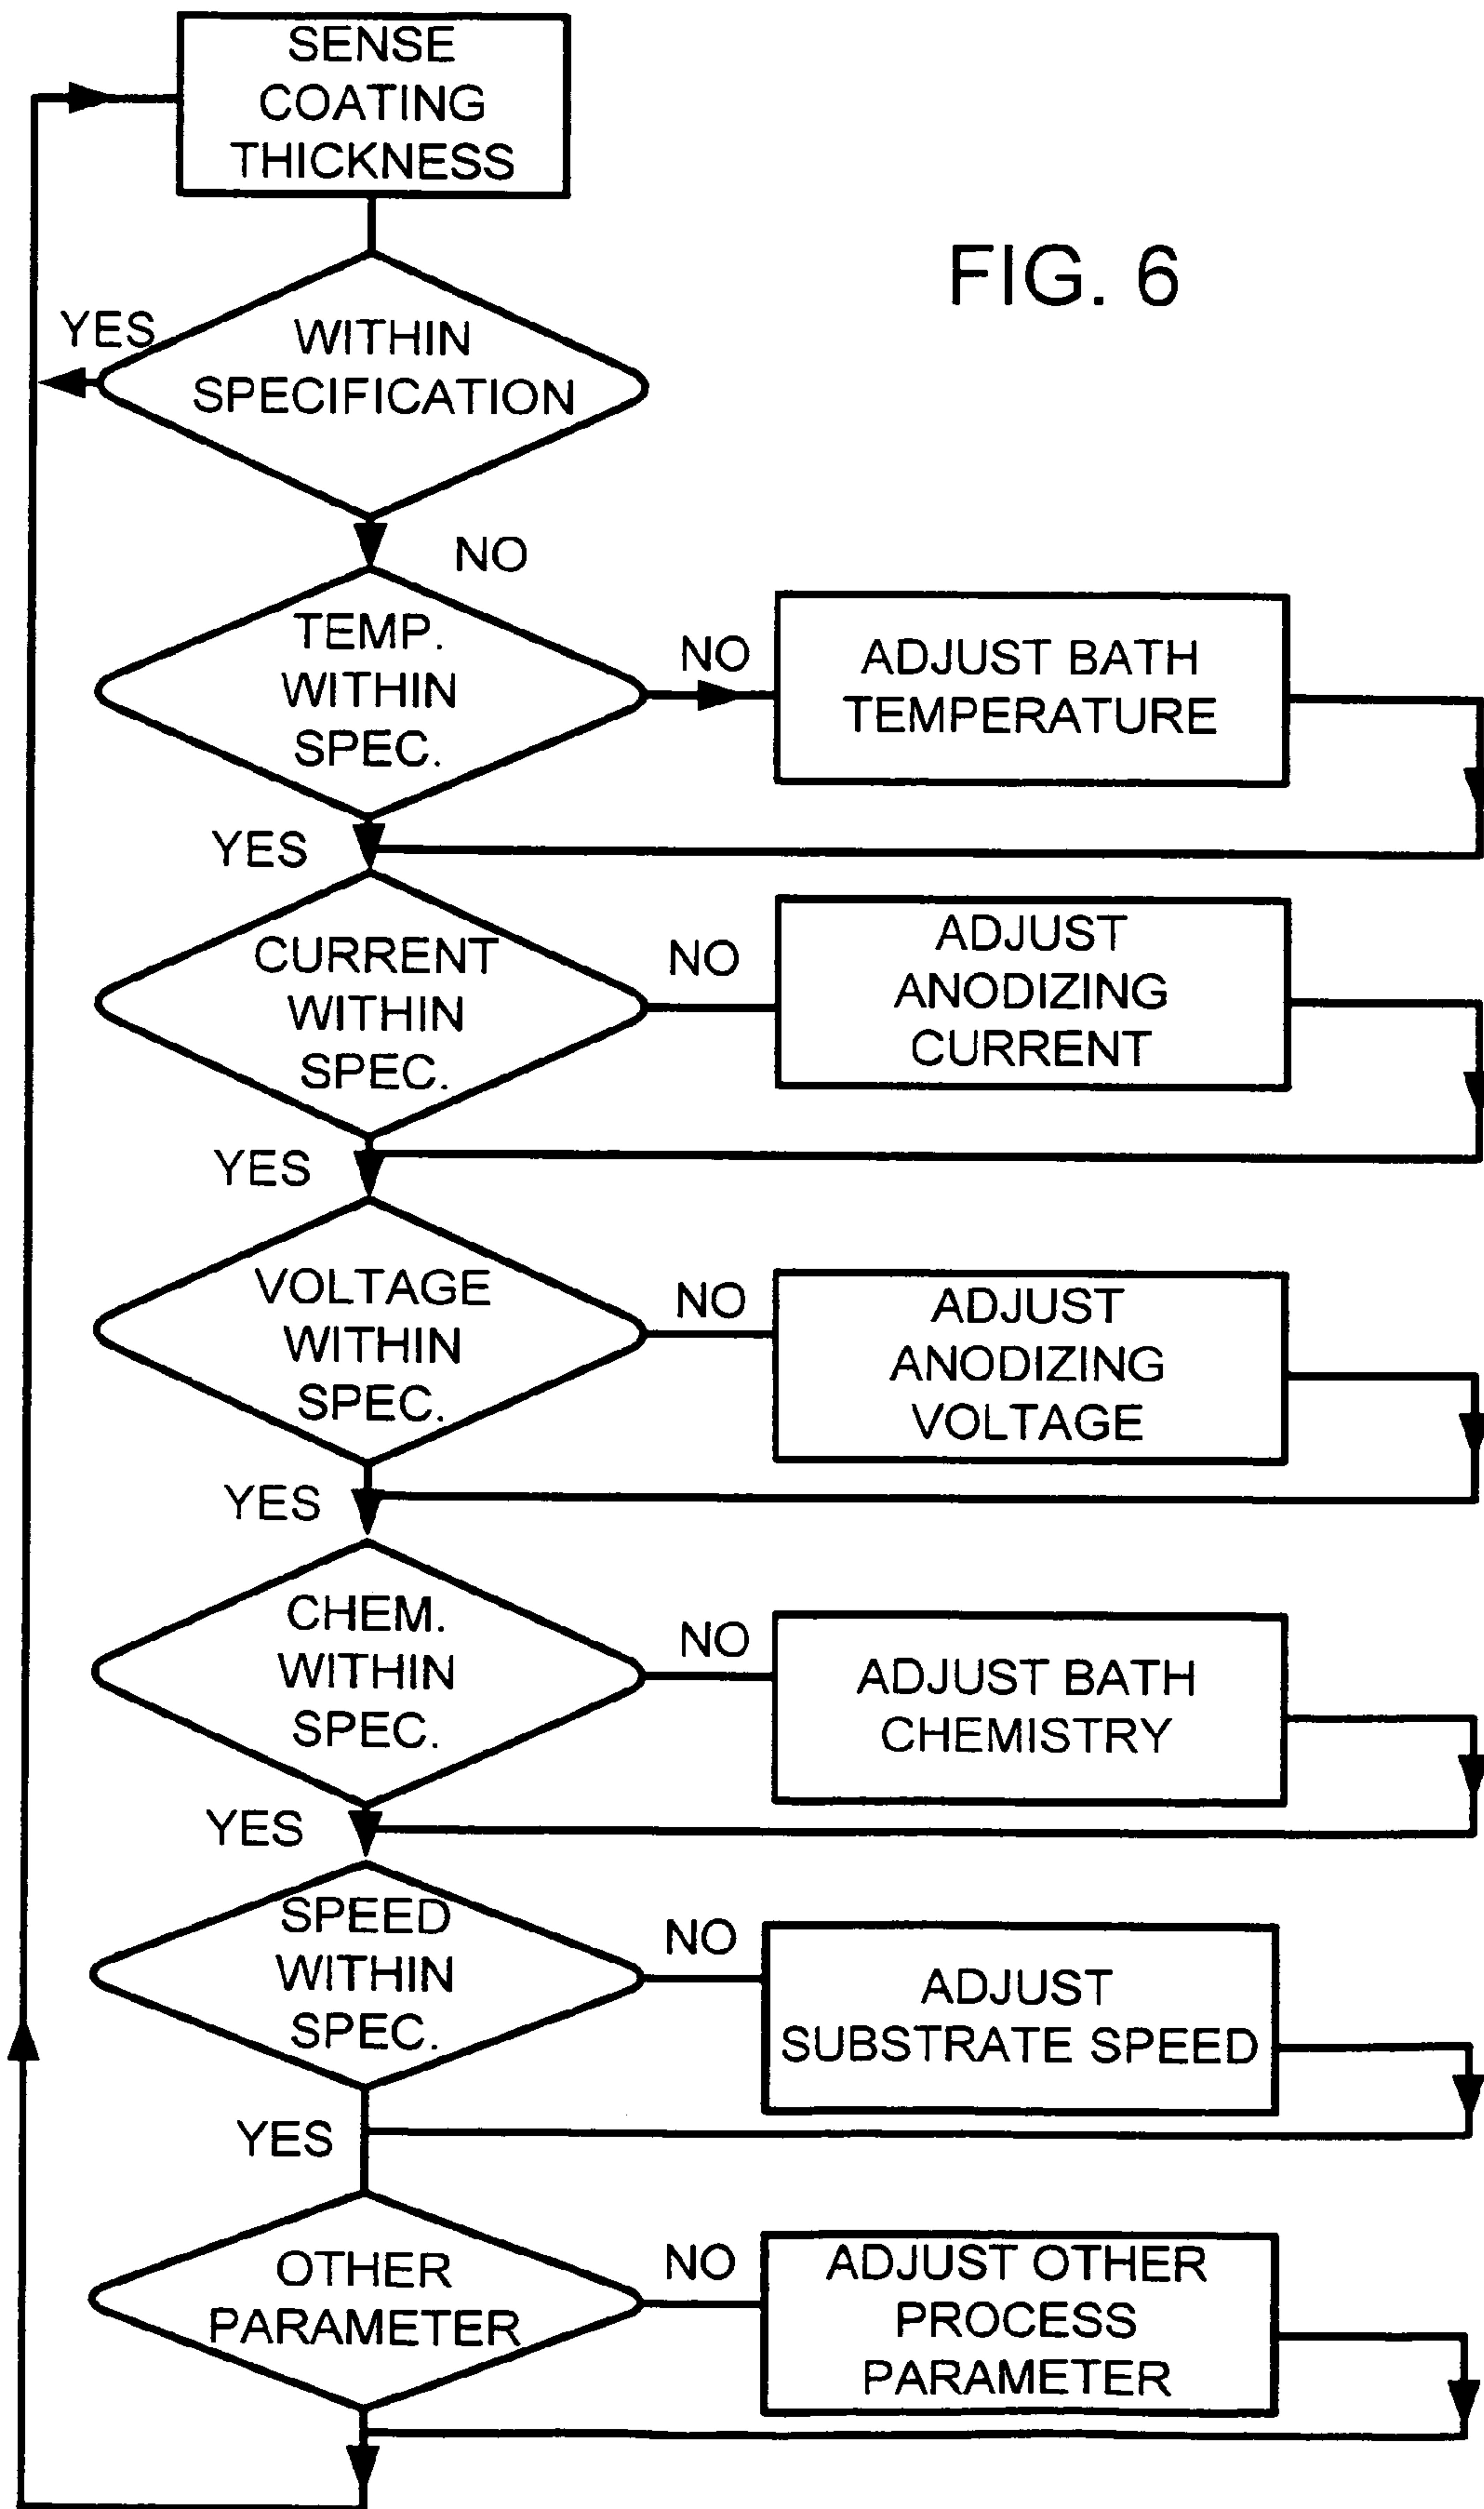 SENSE
COATING
THICKNESS
FIG. 6
YES
WITHIN
SPECIFICATION
NO
TEMP.
WITHIN
SPEC.
NO
ADJUST BATH
TEMPERATURE
YES
CURRENT
WITHIN
SPEC.
NO
ADJUST
ANODIZING
CURRENT
YES
VOLTAGE
WITHIN
SPEC.
NO
ADJUST
ANODIZING
VOLTAGE
YES
CHEM.
WITHIN
SPEC.
NO
ADJUST BATH
CHEMISTRY
YES
SPEED
WITHIN
SPEC.
NO
ADJUST
SUBSTRATE SPEED
YES
OTHER
PARAMETER
NO
ADJUST OTHER
PROCESS
PARAMETER